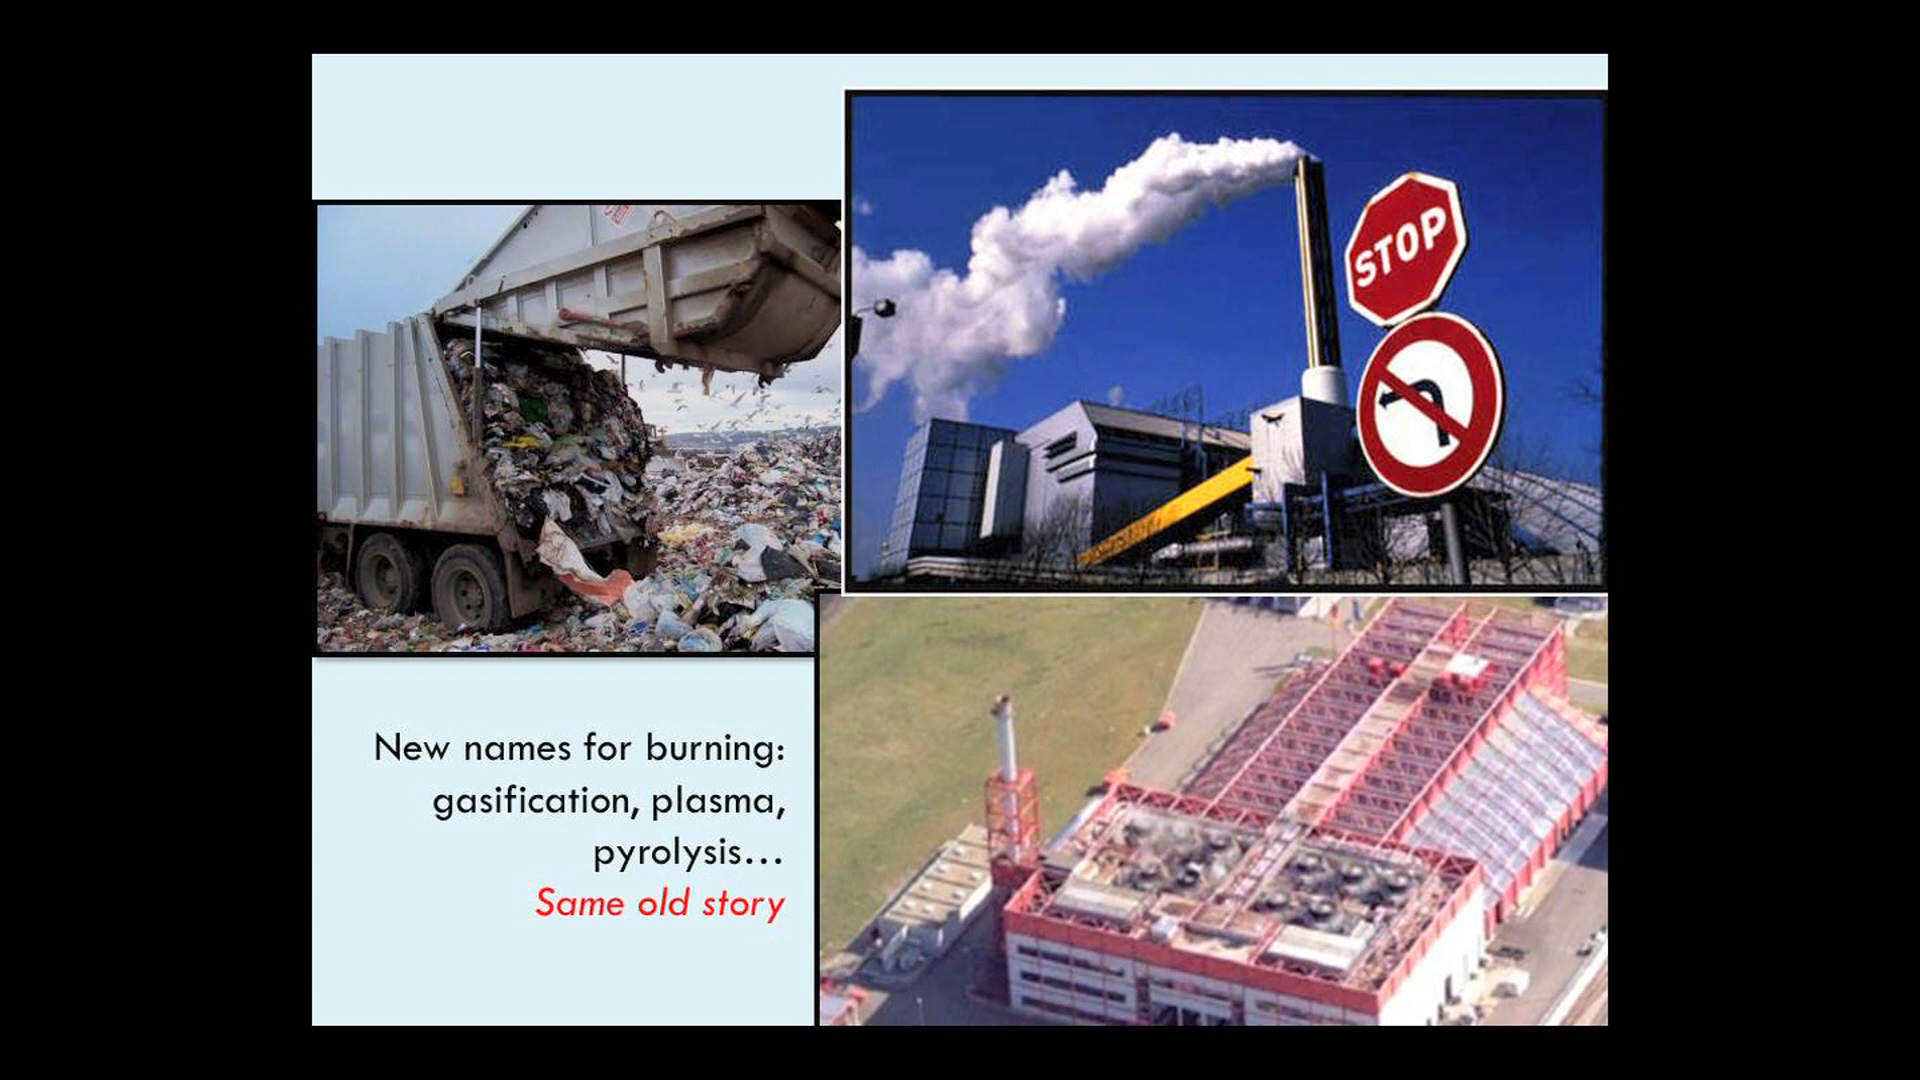 STOP
New names for burning:
gasification, plasma,
pyrolysis…
Same old story